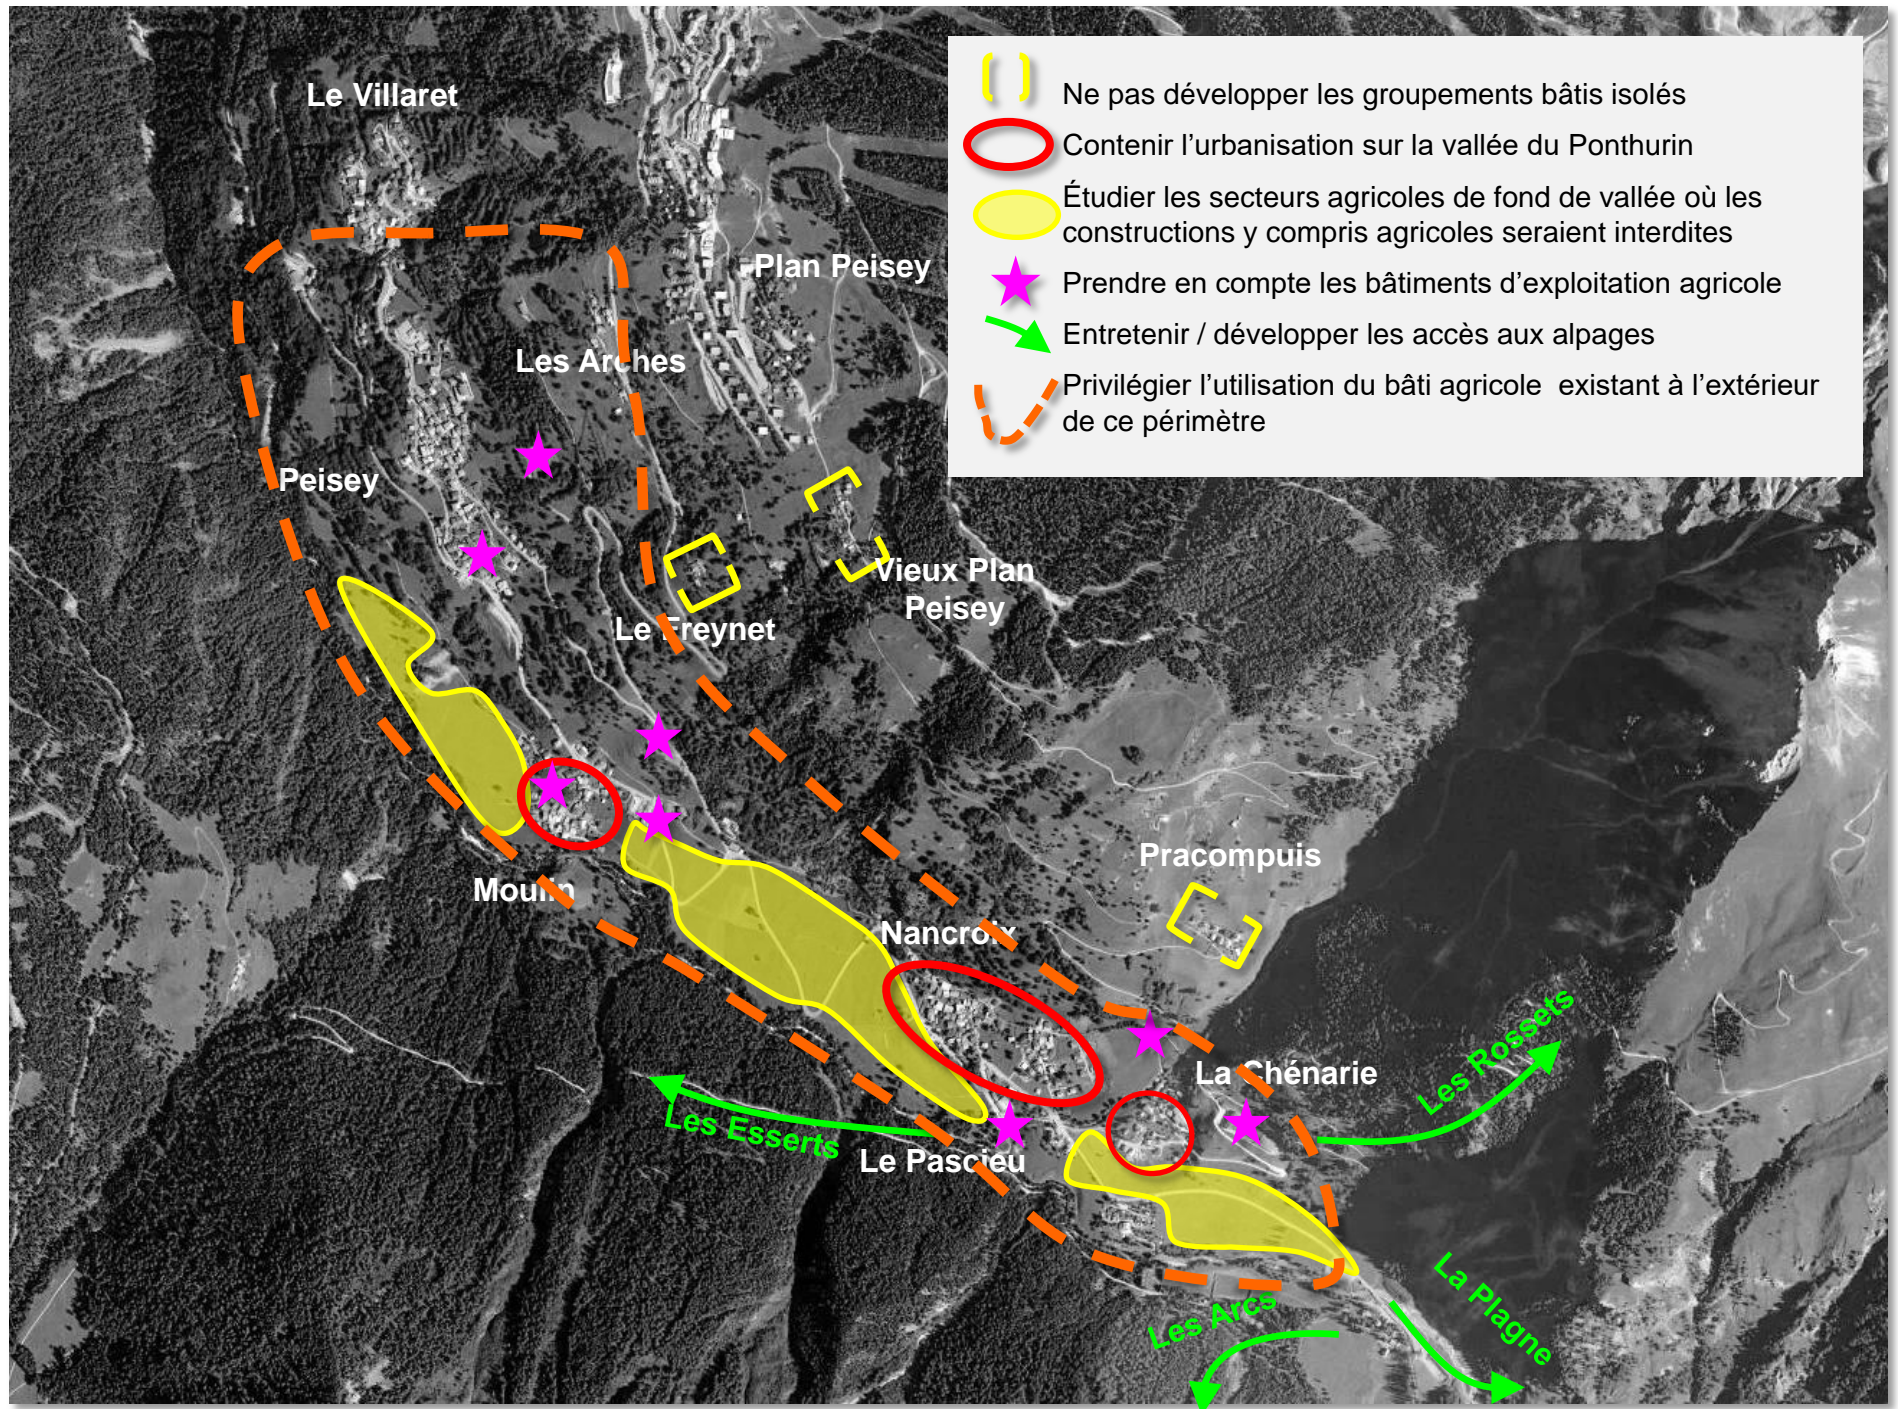 Ne pas développer les groupements bâtis isolés
Contenir l’urbanisation sur la vallée du Ponthurin
Étudier les secteurs agricoles de fond de vallée où les
constructions y compris agricoles seraient interdites
Prendre en compte les bâtiments d’exploitation agricole
Entretenir / développer les accès aux alpages
Privilégier l’utilisation du bâti agricole existant à l’extérieur
de ce périmètre
Le Villaret
Plan Peisey
Les Arches
Peisey
Vieux Plan
Peisey
Le Freynet
Pracompuis
Moulin
Nancroix
Les Rossets
La Chénarie
Les Esserts
Le Pascieu
La Plagne
Les Arcs